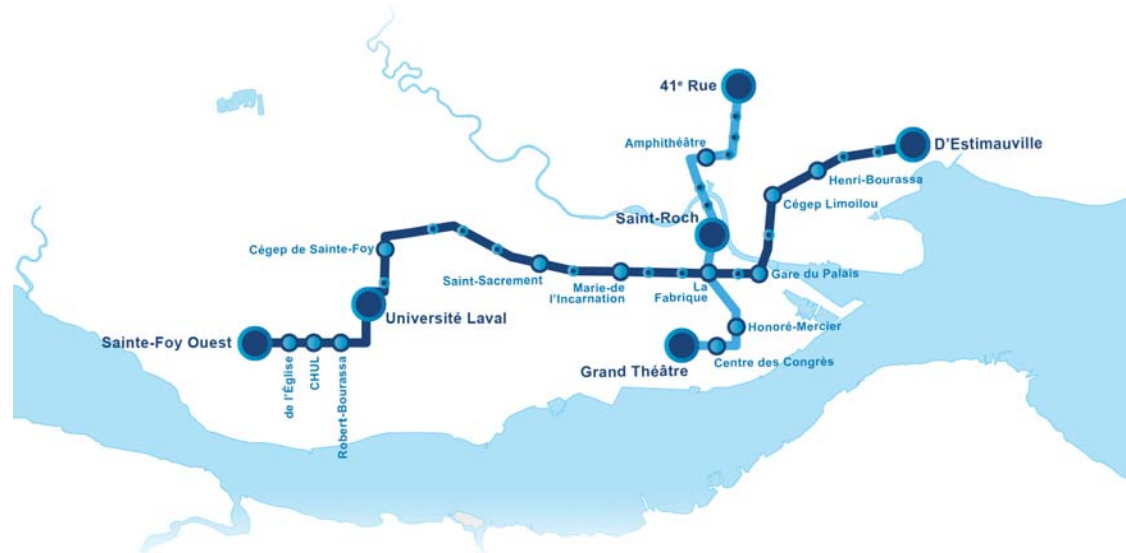 41e Rue
Amphithéâtre
D'Estimauville
Henri-Bourassa
Cégep Limoilou
Saint-Roch
Cégep de Sainte-Foy
Saint-Sacrement
Marie-de
l'Incarnation
La
Fabrique
Gare du Palais
Université Laval
Honoré-Mercier
Sainte-Foy Ouest
Centre des Congrès
Grand Théâtre
de l'Église
CHUL
Robert-Bourassa